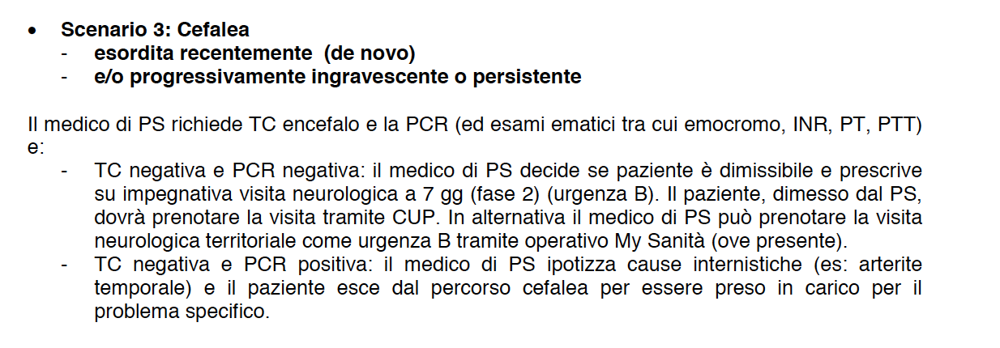 • Scenario 3: Cefalea
- esordita recentemente (de novo)
- e/o progressivamente ingravescente o persistente
Il medico di PS richiede TC encefalo e la PCR (ed esami ematici tra cui emocromo, INR, PT, PTT)
e:
- TC negativa e PCR negativa: il medico di PS decide se paziente è dimissibile e prescrive
su impegnativa visita neurologica a 7 gg (fase 2) (urgenza B). Il paziente, dimesso dal PS,
dovrà prenotare la visita tramite CUP. In alternativa il medico di PS può prenotare la visita
neurologica territoriale come urgenza B tramite operativo My Sanità (ove presente).
- TC negativa e PCR positiva: il medico di PS ipotizza cause internistiche (es: arterite
temporale) e il paziente esce dal percorso cefalea per essere preso in carico per il
problema specifico.